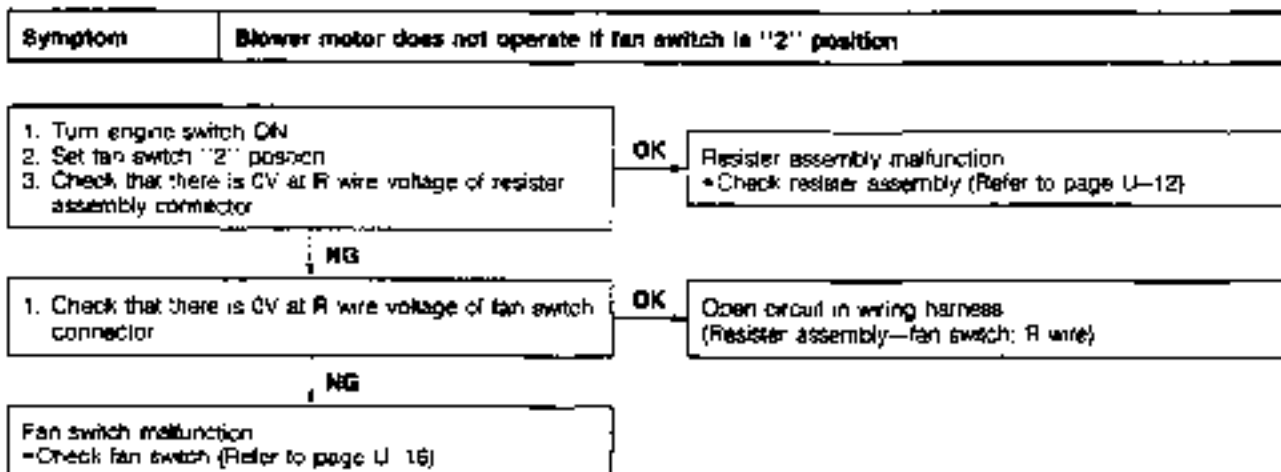 Symptom
Blower motor does not operate if fan switch is "2" position
1. Turn engine switch ON
2. Set fan switch "2" position
3. Check that there is 0V at R wire voltage of resister
assembly connector
OK
Resister assembly malfunction
•Check resister assembly (Refer to page U–12)
NG
1. Check that there is 0V at R wire voltage of fan switch
connector
OK
Open circuit in wiring harness
(Resister assembly—fan switch; R wire)
NG
Fan switch malfunction
•Check fan switch (Refer to page U–16)